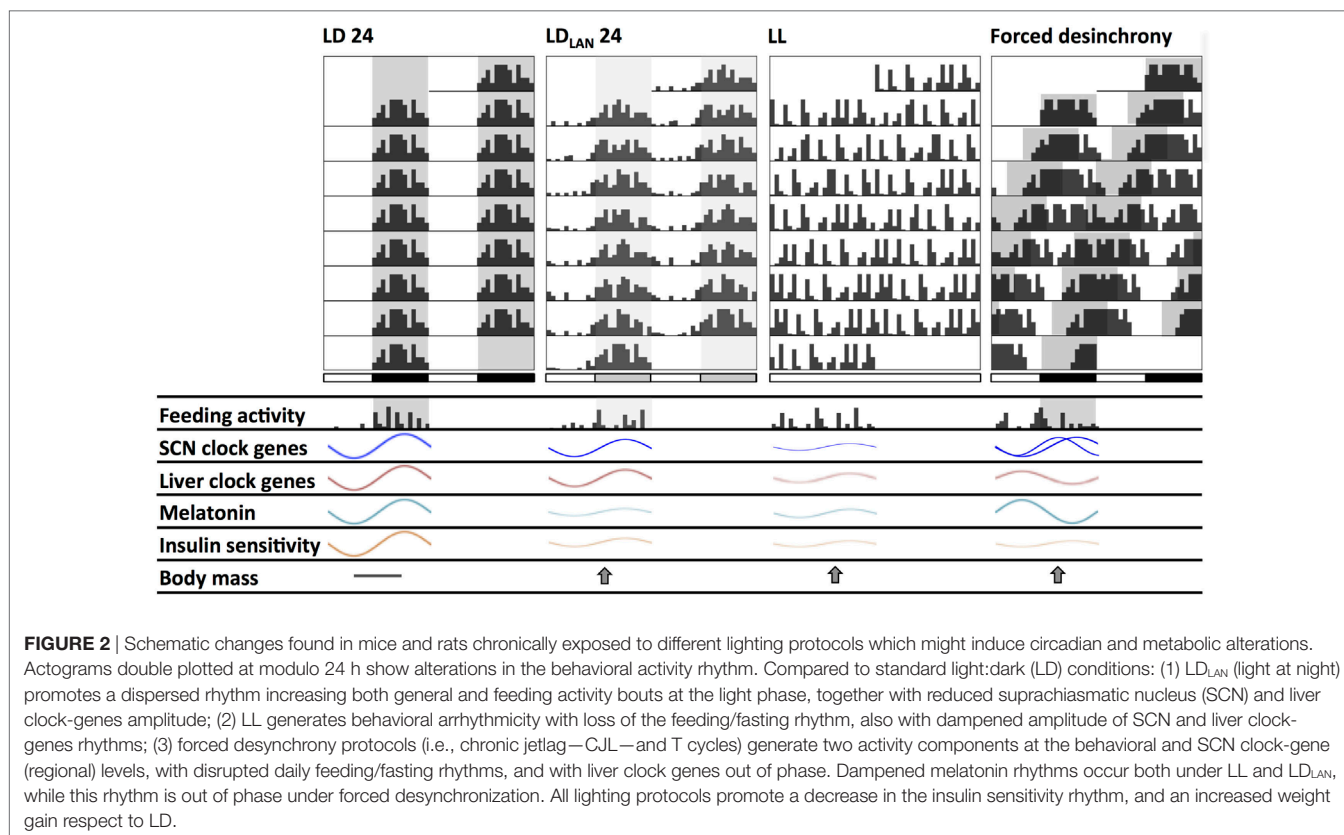 LD 24 LD_LAN 24 LL Forced desinchrony
Feeding activity
SCN clock genes
Liver clock genes
Melatonin
Insulin sensitivity
Body mass
FIGURE 2 | Schematic changes found in mice and rats chronically exposed to different lighting protocols which might induce circadian and metabolic alterations.
Actograms double plotted at modulo 24 h show alterations in the behavioral activity rhythm. Compared to standard light:dark (LD) conditions: (1) LD_LAN (light at night)
promotes a dispersed rhythm increasing both general and feeding activity bouts at the light phase, together with reduced suprachiasmatic nucleus (SCN) and liver
clock-genes amplitude; (2) LL generates behavioral arrhythmicity with loss of the feeding/fasting rhythm, also with dampened amplitude of SCN and liver clock-
genes rhythms; (3) forced desynchrony protocols (i.e., chronic jetlag—CJL—and T cycles) generate two activity components at the behavioral and SCN clock-gene
(regional) levels, with disrupted daily feeding/fasting rhythms, and with liver clock genes out of phase. Dampened melatonin rhythms occur both under LL and LD_LAN,
while this rhythm is out of phase under forced desynchronization. All lighting protocols promote a decrease in the insulin sensitivity rhythm, and an increased weight
gain respect to LD.